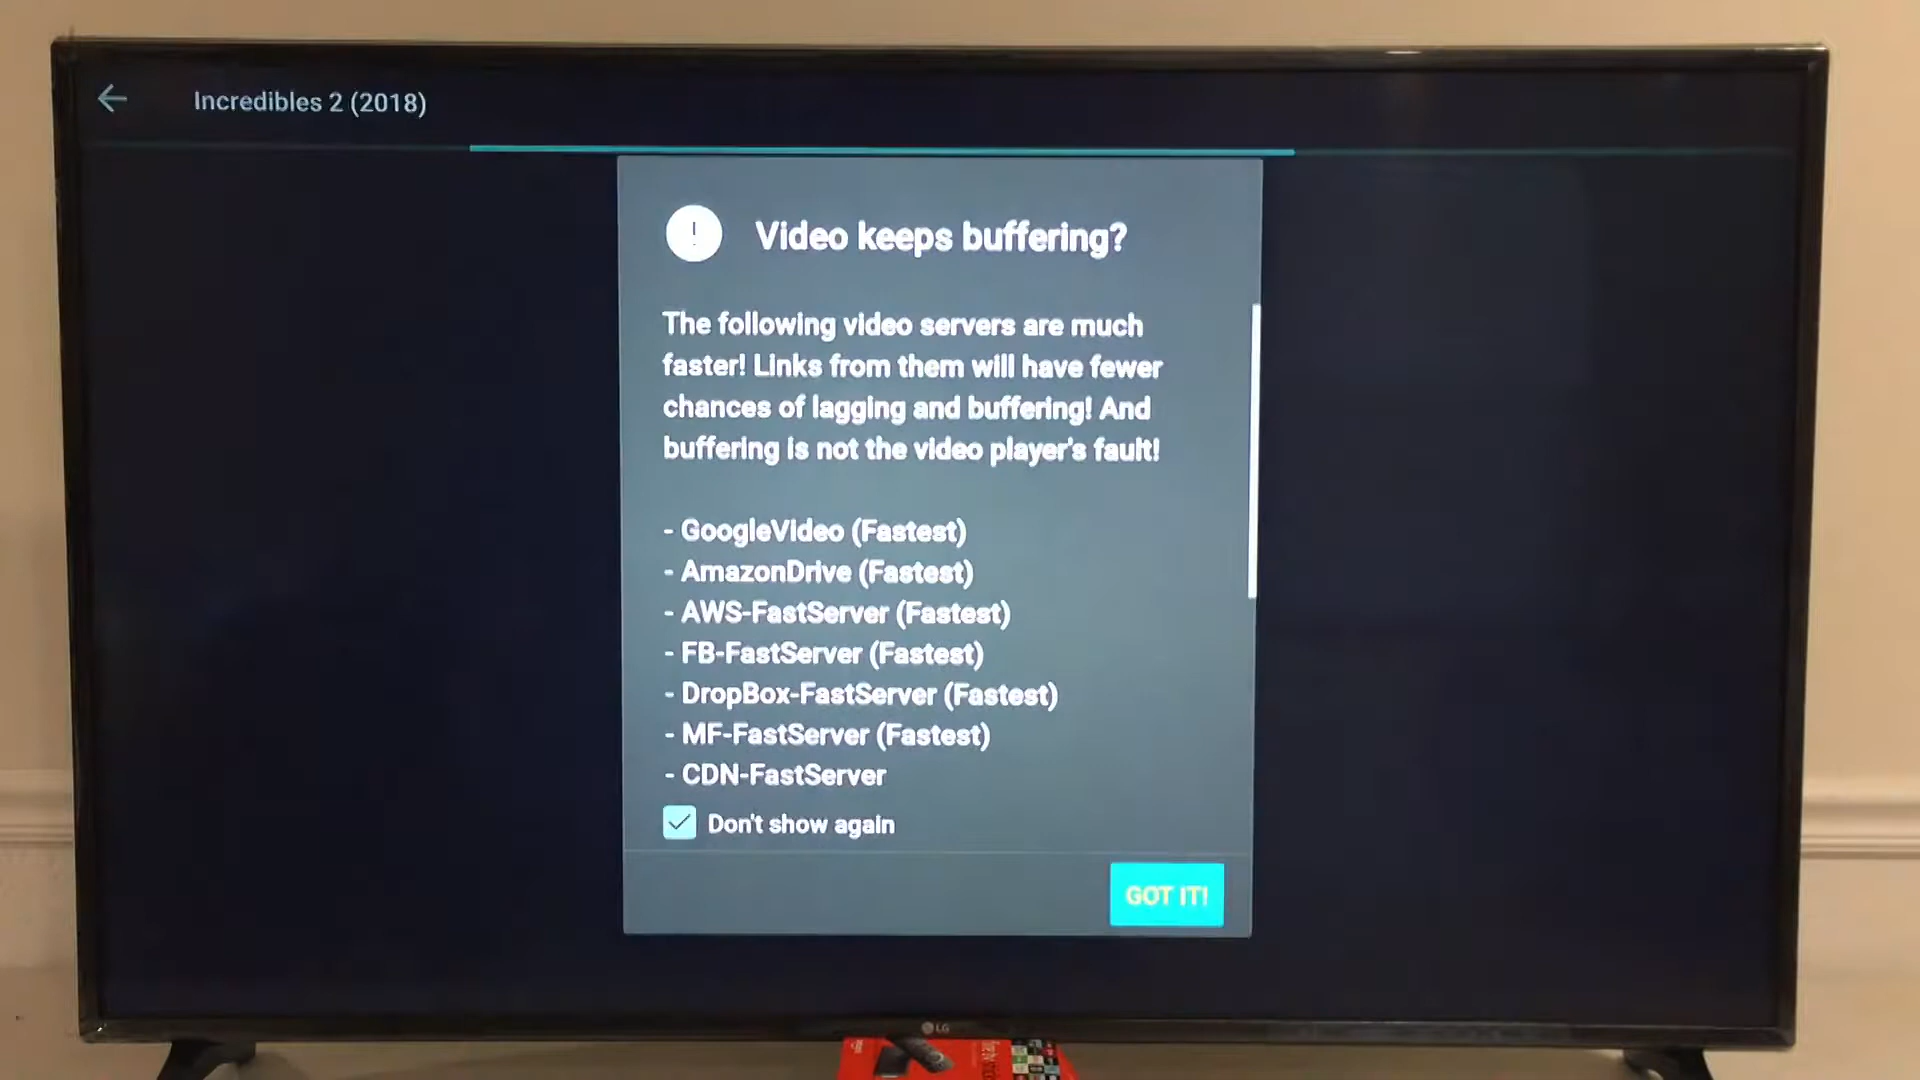 Incredibles 2 (2018)
Video keeps buffering?
The following video servers are much
faster! Links from them will have fewer
chances of lagging and buffering! And
buffering is not the video player's fault!
- GoogleVideo (Fastest)
- AmazonDrive (Fastest)
- AWS-FastServer (Fastest)
- FB-FastServer (Fastest)
- DropBox-FastServer (Fastest)
- MF-FastServer (Fastest)
- CDN-FastServer
Don't show again
GOT IT!
LG